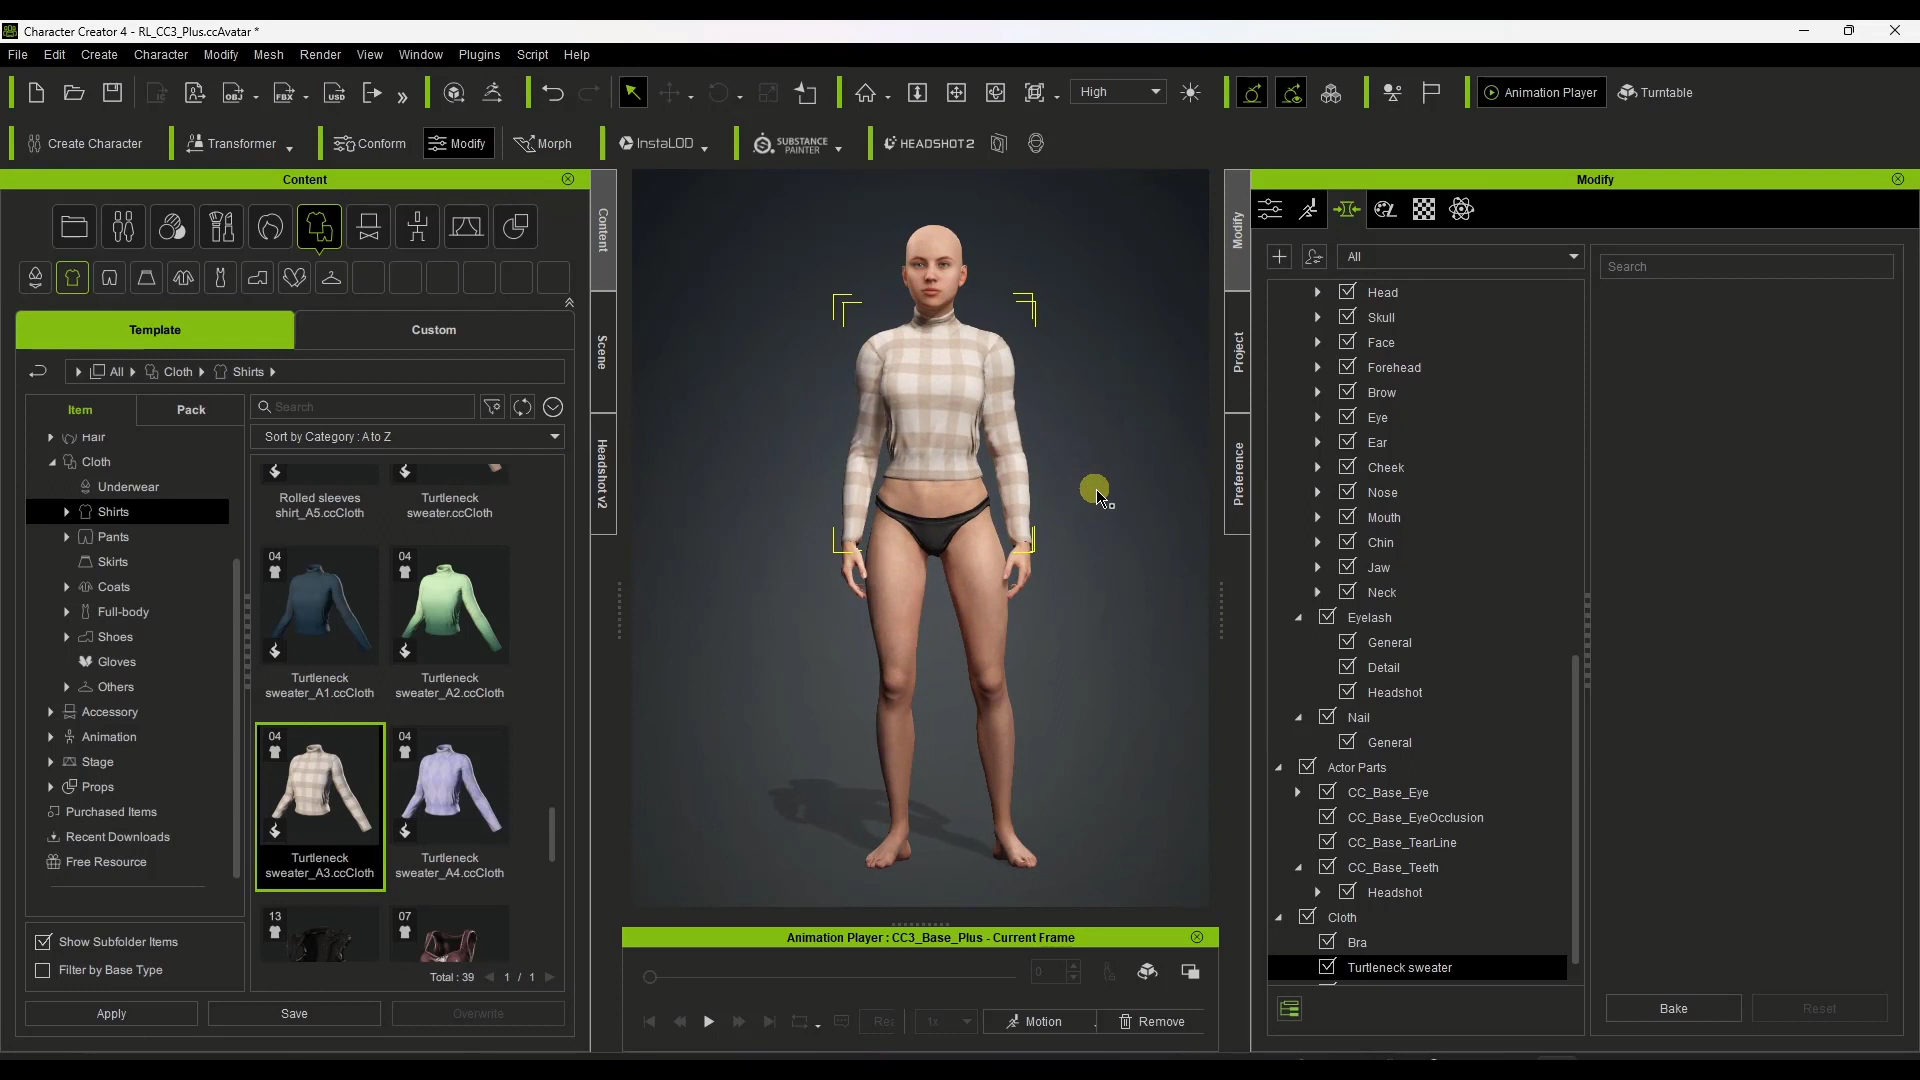 Character Creator 4 - RL_CC3_Plus.ccAvatar *
File Edit Create Character Modify Mesh Render View Window Plugins Script Help
High
Animation Player
Turntable
Create Character
Transformer
Conform
Modify
Morph
InstaLOD
SUBSTANCE PAINTER
HEADSHOT 2
Content
Template
Custom
All Cloth Shirts
Item
Pack
Search
Sort by Category : A to Z
Hair
Cloth
Underwear
Shirts
Pants
Skirts
Coats
Full-body
Shoes
Gloves
Others
Accessory
Animation
Stage
Props
Purchased Items
Recent Downloads
Free Resource
Show Subfolder Items
Filter by Base Type
Rolled sleeves
shirt_A5.ccCloth
Turtleneck
sweater.ccCloth
04
Turtleneck
sweater_A1.ccCloth
04
Turtleneck
sweater_A2.ccCloth
04
Turtleneck
sweater_A3.ccCloth
04
Turtleneck
sweater_A4.ccCloth
13
07
Total : 39 1 / 1
Apply
Save
Overwrite
Content
Scene
Headshot v2
Animation Player : CC3_Base_Plus - Current Frame
0
1x
Motion
Remove
Modify
Project
Preference
Modify
All
Search
Head
Skull
Face
Forehead
Brow
Eye
Ear
Cheek
Nose
Mouth
Chin
Jaw
Neck
Eyelash
General
Detail
Headshot
Nail
General
Actor Parts
CC_Base_Eye
CC_Base_EyeOcclusion
CC_Base_TearLine
CC_Base_Teeth
Headshot
Cloth
Bra
Turtleneck sweater
Bake
Reset